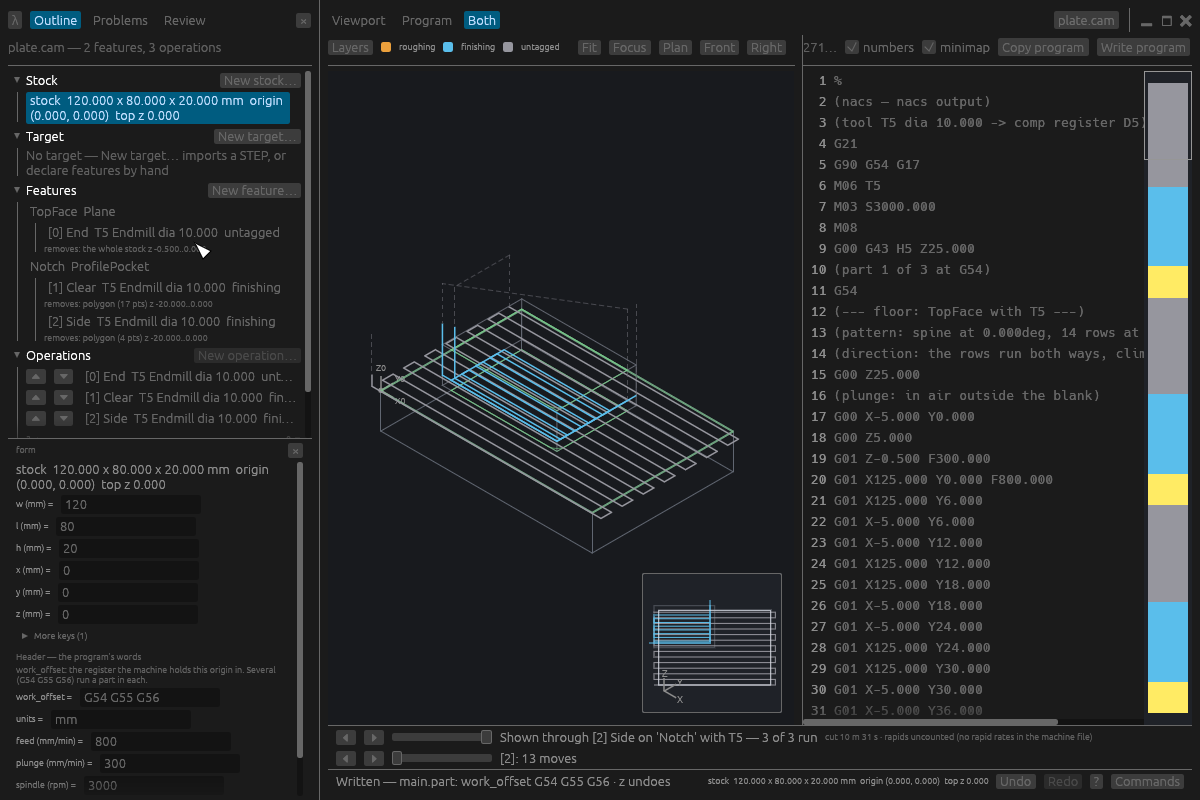 λ Outline Problems Review ×
plate.cam — 2 features, 3 operations
Stock New stock…
stock 120.000 x 80.000 x 20.000 mm origin
(0.000, 0.000) top z 0.000
Target New target…
No target — New target… imports a STEP, or
declare features by hand
Features New feature…
TopFace Plane
[0] End T5 Endmill dia 10.000 untagged
removes: the whole stock z -0.500..0.0
Notch ProfilePocket
[1] Clear T5 Endmill dia 10.000 finishing
removes: polygon (17 pts) z -20.000..0.000
[2] Side T5 Endmill dia 10.000 finishing
removes: polygon (4 pts) z -20.000..0.000
Operations New operation…
[0] End T5 Endmill dia 10.000 unt…
[1] Clear T5 Endmill dia 10.000 fin…
[2] Side T5 Endmill dia 10.000 fini…
form ×
stock 120.000 x 80.000 x 20.000 mm origin
(0.000, 0.000) top z 0.000
w (mm) = 120
l (mm) = 80
h (mm) = 20
x (mm) = 0
y (mm) = 0
z (mm) = 0
More keys (1)
Header — the program's words
work_offset: the register the machine holds this origin in. Several
(G54 G55 G56) run a part in each.
work_offset = G54 G55 G56
units = mm
feed (mm/min) = 800
plunge (mm/min) = 300
spindle (rpm) = 3000
Viewport Program Both plate.cam
Layers roughing finishing untagged Fit Focus Plan Front Right
271… numbers minimap Copy program Write program
Z0
X0
Z
Y
X
1 %
2 (nacs — nacs output)
3 (tool T5 dia 10.000 -> comp register D5)
4 G21
5 G90 G54 G17
6 M06 T5
7 M03 S3000.000
8 M08
9 G00 G43 H5 Z25.000
10 (part 1 of 3 at G54)
11 G54
12 (--- floor: TopFace with T5 ---)
13 (pattern: spine at 0.000deg, 14 rows at
14 (direction: the rows run both ways, clim
15 G00 Z25.000
16 (plunge: in air outside the blank)
17 G00 X-5.000 Y0.000
18 G00 Z5.000
19 G01 Z-0.500 F300.000
20 G01 X125.000 Y0.000 F800.000
21 G01 X125.000 Y6.000
22 G01 X-5.000 Y6.000
23 G01 X-5.000 Y12.000
24 G01 X125.000 Y12.000
25 G01 X125.000 Y18.000
26 G01 X-5.000 Y18.000
27 G01 X-5.000 Y24.000
28 G01 X125.000 Y24.000
29 G01 X125.000 Y30.000
30 G01 X-5.000 Y30.000
31 G01 X-5.000 Y36.000
Shown through [2] Side on 'Notch' with T5 — 3 of 3 run cut 10 m 31 s · rapids uncounted (no rapid rates in the machine file)
[2]: 13 moves
Written — main.part: work_offset G54 G55 G56 · z undoes stock 120.000 x 80.000 x 20.000 mm origin (0.000, 0.000) top z 0.000 Undo Redo ? Commands